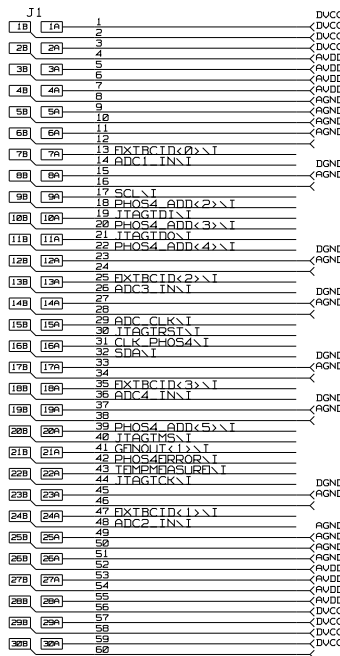 J1
1B 1A 1 DVCC
2 DVCC
2B 2A 3 DVCC
4 DVCC
3B 3A 5 AVDD
6 AVDD
4B 4A 7 AVDD
8 AVDD
5B 5A 9 AGND
10 AGND
6B 6A 11 AGND
12 AGND
7B 7A 13 EXTBCID<0>\I
14 ADC1_IN\I
8B 8A 15 DGND
16 AGND
9B 9A 17 SCL\I
18 PHOS4_ADD<2>\I
10B 10A 19 JTAGTDI\I
20 PHOS4_ADD<3>\I
11B 11A 21 JTAGTDO\I
22 PHOS4_ADD<4>\I
12B 12A 23 DGND
24 AGND
13B 13A 25 EXTBCID<2>\I
26 ADC3_IN\I
14B 14A 27 DGND
28 AGND
15B 15A 29 ADC_CLK\I
30 JTAGTRST\I
16B 16A 31 CLK_PHOS4\I
32 SDA\I
17B 17A 33 DGND
34 AGND
18B 18A 35 EXTBCID<3>\I
36 ADC4_IN\I
19B 19A 37 DGND
38 AGND
20B 20A 39 PHOS4_ADD<5>\I
40 JTAGTMS\I
21B 21A 41 GENOUT<1>\I
42 PHOS4ERROR\I
22B 22A 43 TEMPMEASURE\I
44 JTAGTCK\I
23B 23A 45 DGND
46 AGND
24B 24A 47 EXTBCID<1>\I
48 ADC2_IN\I
25B 25A 49 AGND
50 AGND
26B 26A 51 AGND
52 AGND
27B 27A 53 AVDD
54 AVDD
28B 28A 55 AVDD
56 AVDD
29B 29A 57 DVCC
58 DVCC
30B 30A 59 DVCC
60 DVCC